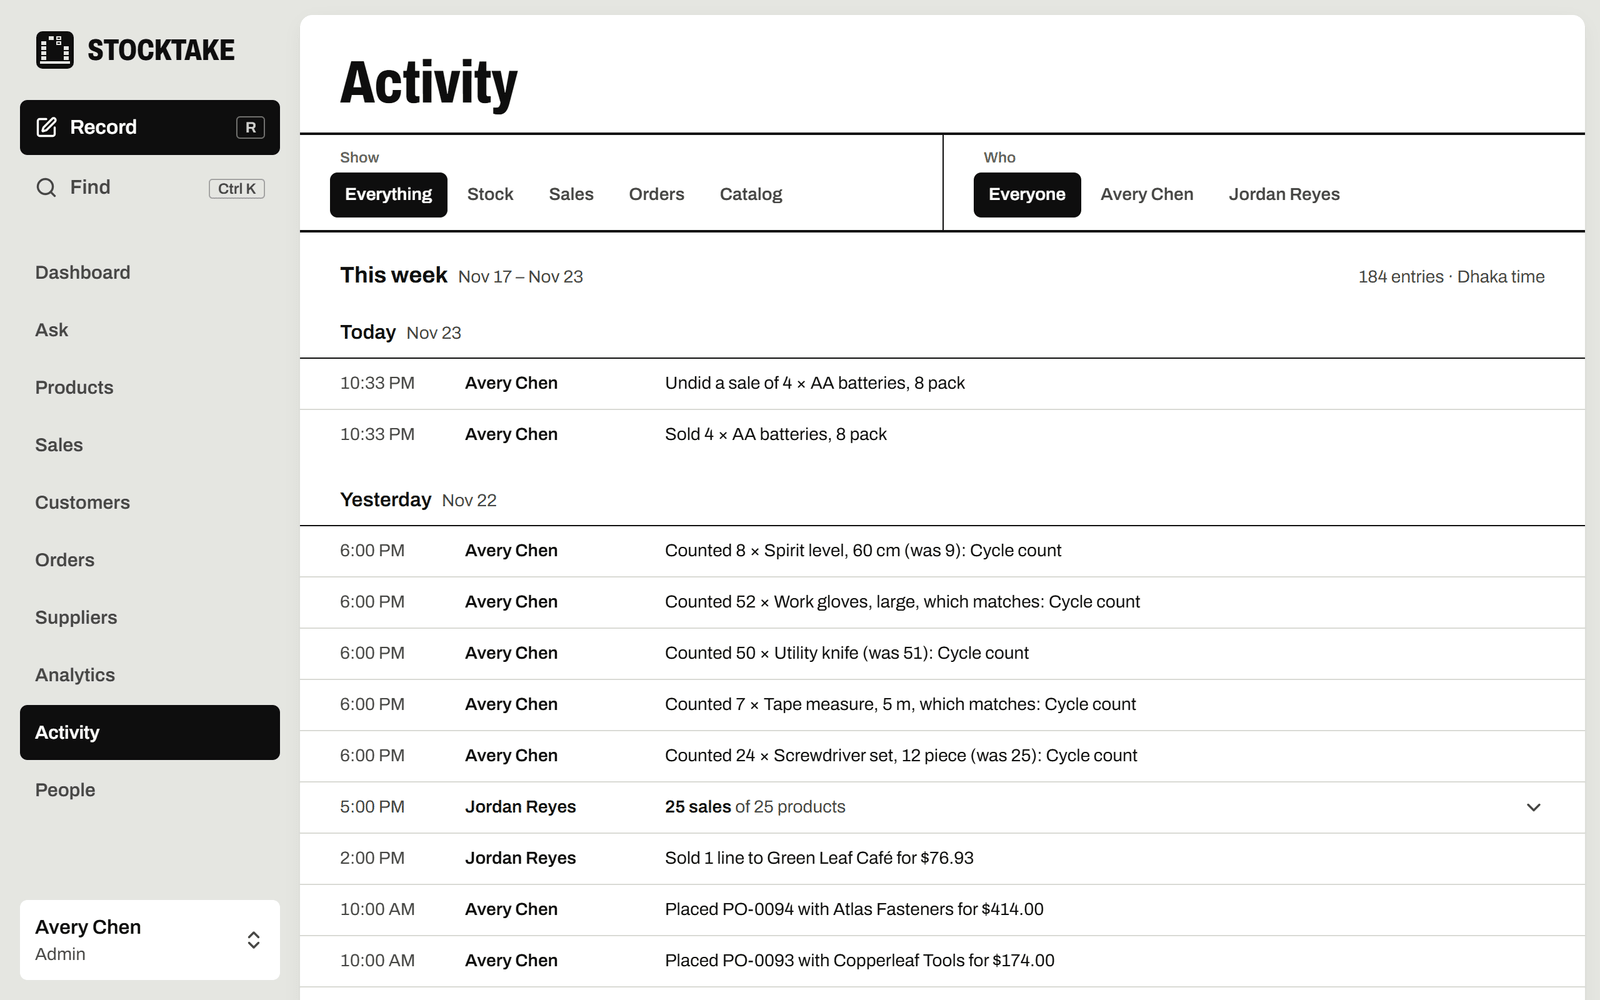 STOCKTAKE
Record R
Find Ctrl K
Dashboard
Ask
Products
Sales
Customers
Orders
Suppliers
Analytics
Activity
People
Avery Chen
Admin
Activity
Show
Everything Stock Sales Orders Catalog
Who
Everyone Avery Chen Jordan Reyes
This week Nov 17 – Nov 23 184 entries · Dhaka time
Today Nov 23
10:33 PM Avery Chen Undid a sale of 4 × AA batteries, 8 pack
10:33 PM Avery Chen Sold 4 × AA batteries, 8 pack
Yesterday Nov 22
6:00 PM Avery Chen Counted 8 × Spirit level, 60 cm (was 9): Cycle count
6:00 PM Avery Chen Counted 52 × Work gloves, large, which matches: Cycle count
6:00 PM Avery Chen Counted 50 × Utility knife (was 51): Cycle count
6:00 PM Avery Chen Counted 7 × Tape measure, 5 m, which matches: Cycle count
6:00 PM Avery Chen Counted 24 × Screwdriver set, 12 piece (was 25): Cycle count
5:00 PM Jordan Reyes 25 sales of 25 products
2:00 PM Jordan Reyes Sold 1 line to Green Leaf Café for $76.93
10:00 AM Avery Chen Placed PO-0094 with Atlas Fasteners for $414.00
10:00 AM Avery Chen Placed PO-0093 with Copperleaf Tools for $174.00